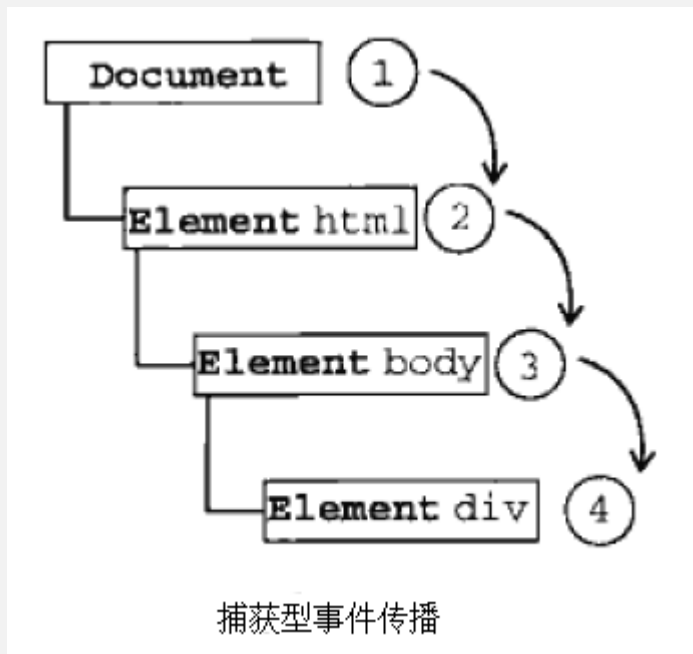 Document 1
Element html 2
Element body 3
Element div 4
捕获型事件传播